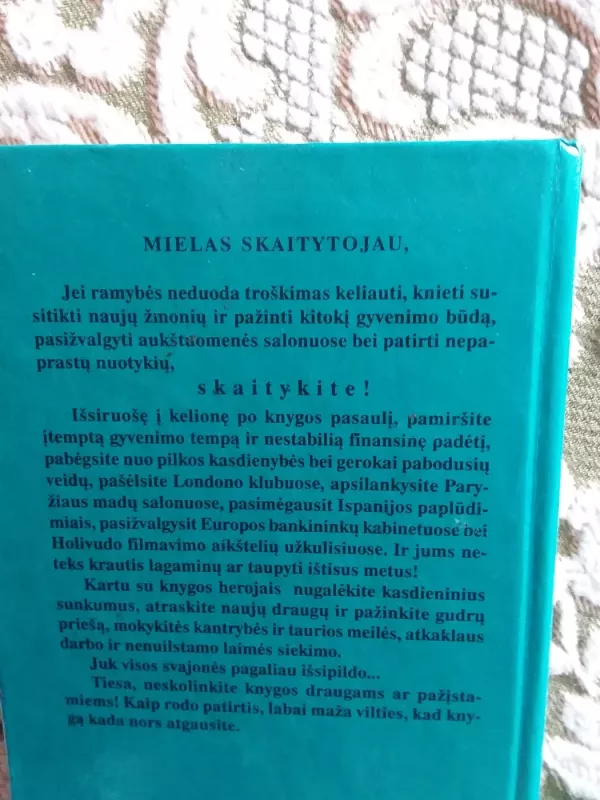 MIELAS SKAITYTOJAU,
Jei ramybės neduoda troškimas keliauti, knieti su-
sitikti naujų žmonių ir pažinti kitokį gyvenimo būdą,
pasižvalgyti aukštuomenės salonuose bei patirti nepa-
prastų nuotykių,
skaitykite!
Išsiruošę į kelionę po knygos pasaulį, pamiršite
įtemptą gyvenimo tempą ir nestabilią finansinę padėtį,
pabėgsite nuo pilkos kasdienybės bei gerokai pabodusių
veidų, pašėlsite Londono klubuose, apsilankysite Pary-
žiaus madų salonuose, pasimėgausit Ispanijos paplūdi-
miais, pasižvalgysit Europos bankininkų kabinetuose bei
Holivudo filmavimo aikštelių užkulisiuose. Ir jums ne-
teks krautis lagaminų ar taupyti ištisus metus!
Kartu su knygos herojais nugalėkite kasdieninius
sunkumus, atraskite naujų draugų ir pažinkite gudrų
priešą, mokykitės kantrybės ir taurios meilės, atkaklaus
darbo ir nenuilstamo laimės siekimo.
Juk visos svajonės pagaliau išsipildo...
Tiesa, neskolinkite knygos draugams ar pažįsta-
miems! Kaip rodo patirtis, labai maža vilties, kad kny-
gą kada nors atgausite.